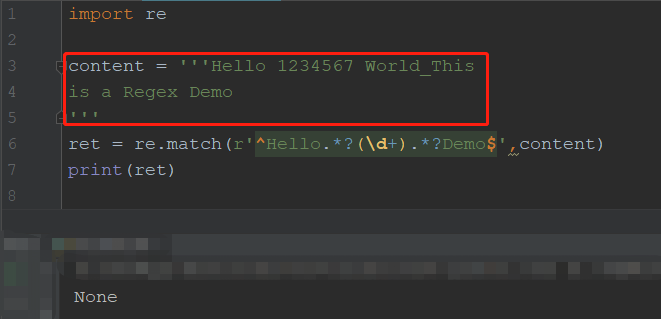 1 import re
2
3 content = '''Hello 1234567 World_This
4 is a Regex Demo
5 '''
6 ret = re.match(r'^Hello.*?(\d+).*?Demo$',content)
7 print(ret)
8
None